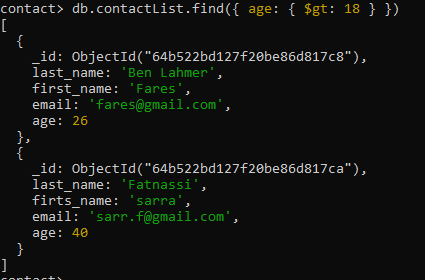 contact> db.contactList.find({ age: { $gt: 18 } })
[
  {
    _id: ObjectId("64b522bd127f20be86d817c8"),
    last_name: 'Ben Lahmer',
    first_name: 'Fares',
    email: 'fares@gmail.com',
    age: 26
  },
  {
    _id: ObjectId("64b522bd127f20be86d817ca"),
    last_name: 'Fatnassi',
    firts_name: 'sarra',
    email: 'sarr.f@gmail.com',
    age: 40
  }
]
contact>